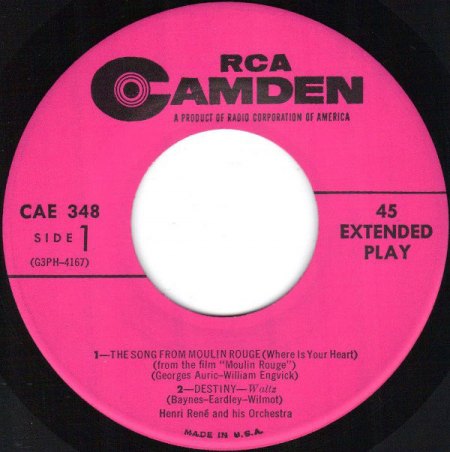 RCA
CAMDEN
A PRODUCT OF RADIO CORPORATION OF AMERICA
CAE 348
SIDE 1
(G3PH-4167)
45
EXTENDED
PLAY
1—THE SONG FROM MOULIN ROUGE (Where Is Your Heart)
(from the film "Moulin Rouge")
(Georges Auric-William Engvick)
2—DESTINY—Waltz
(Baynes-Eardley-Wilmot)
Henri René and his Orchestra
MADE IN U.S.A.